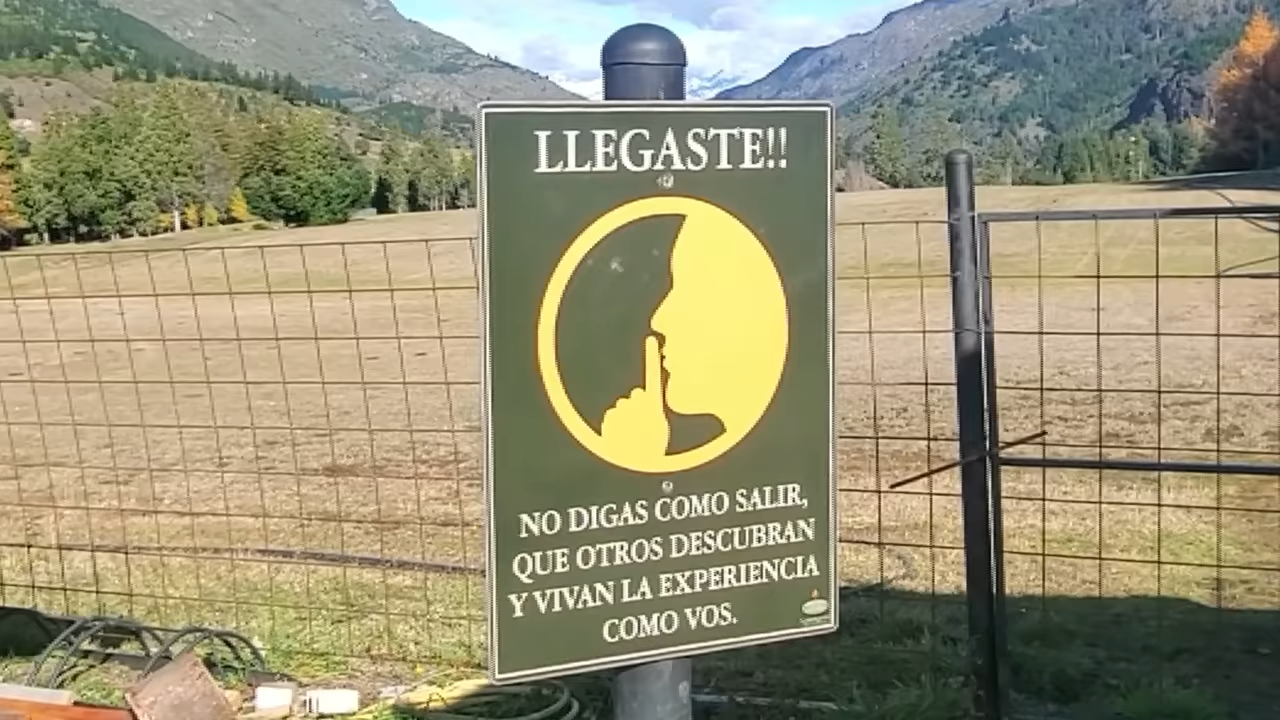 LLEGASTE!!
NO DIGAS COMO SALIR,
QUE OTROS DESCUBRAN
Y VIVAN LA EXPERIENCIA
COMO VOS.